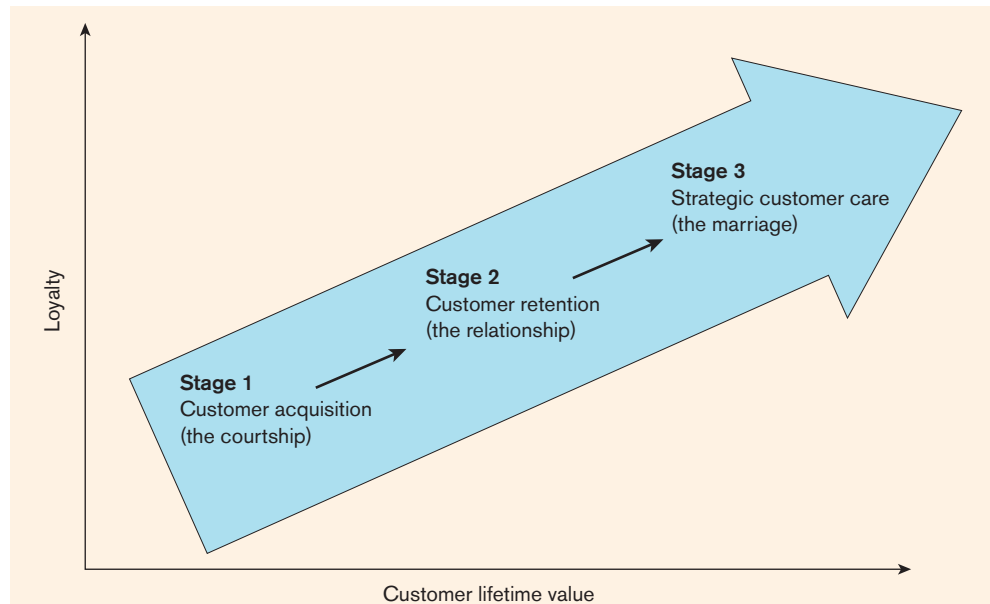 Loyalty
Stage 1
Customer acquisition
(the courtship)
Stage 2
Customer retention
(the relationship)
Stage 3
Strategic customer care
(the marriage)
Customer lifetime value